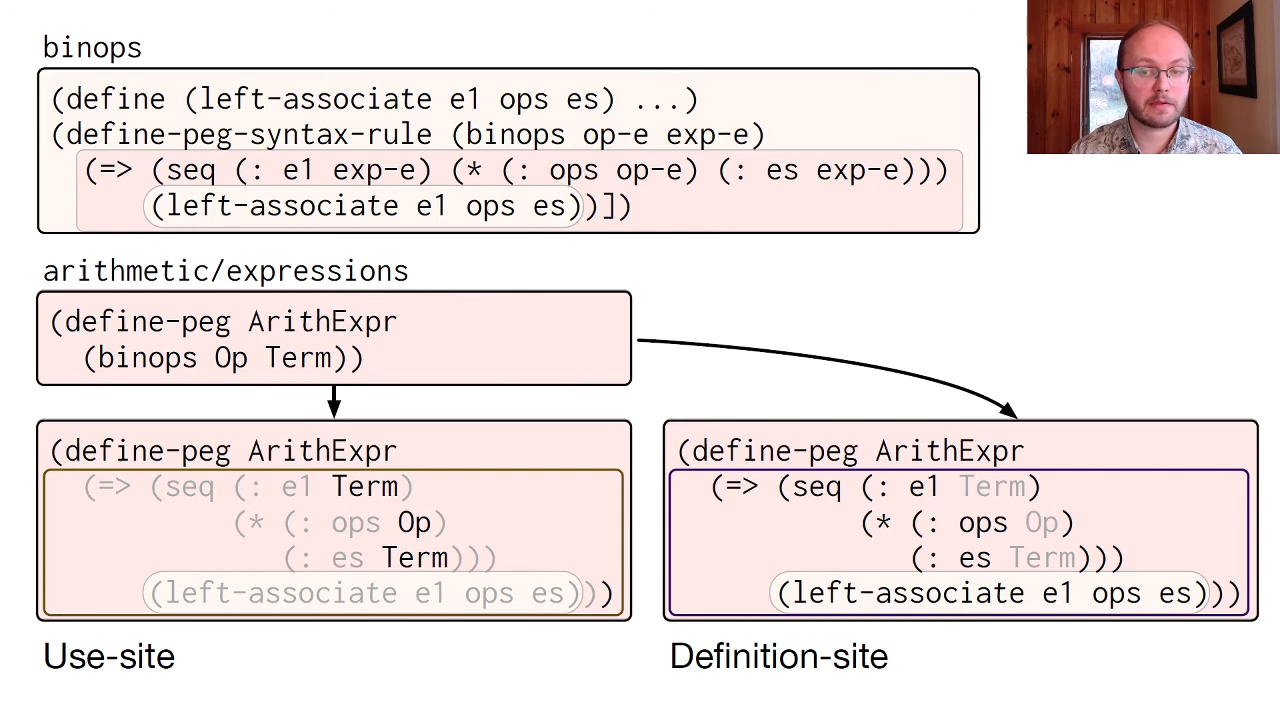 binops
(define (left-associate e1 ops es) ...)
(define-peg-syntax-rule (binops op-e exp-e)
(=> (seq (: e1 exp-e) (* (: ops op-e) (: es exp-e)))
(left-associate e1 ops es))])
arithmetic/expressions
(define-peg ArithExpr
(binops Op Term))
(define-peg ArithExpr
(=> (seq (: e1 Term)
(* (: ops Op)
(: es Term)))
(left-associate e1 ops es)))
Use-site
(define-peg ArithExpr
(=> (seq (: e1 Term)
(* (: ops Op)
(: es Term)))
(left-associate e1 ops es)))
Definition-site